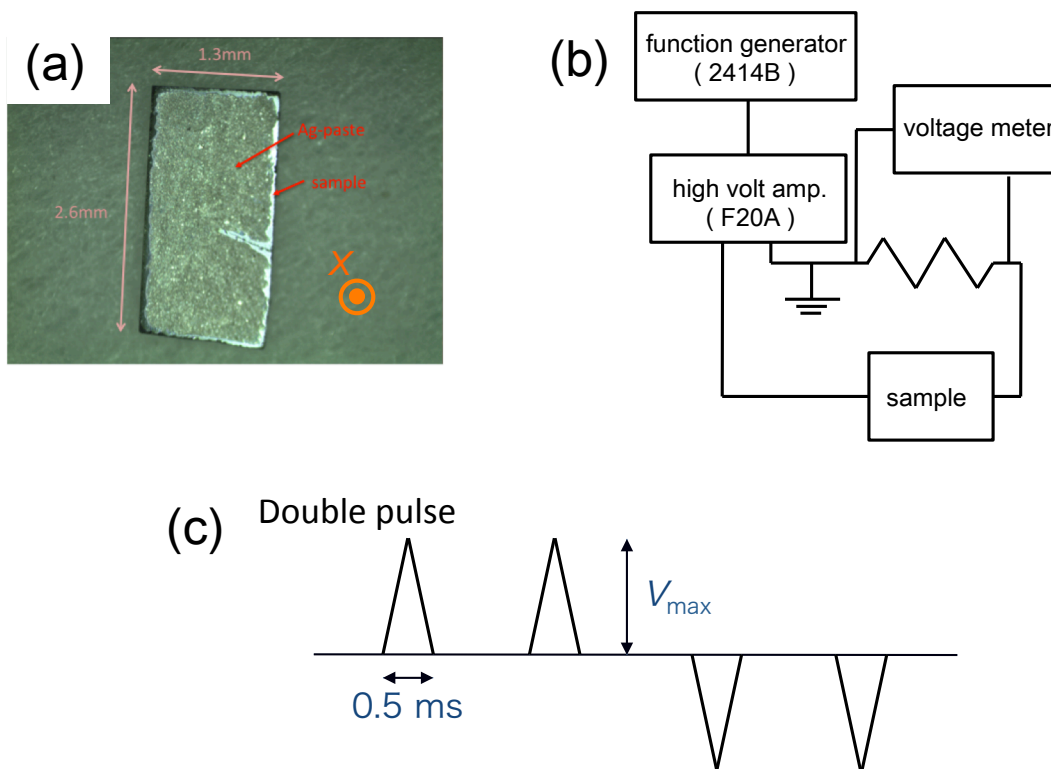 (a)
1.3mm
Ag-paste
sample
2.6mm
X
(b)
function generator
( 2414B )
voltage meter
high volt amp.
( F20A )
sample
(c)
Double pulse
Vmax
0.5 ms